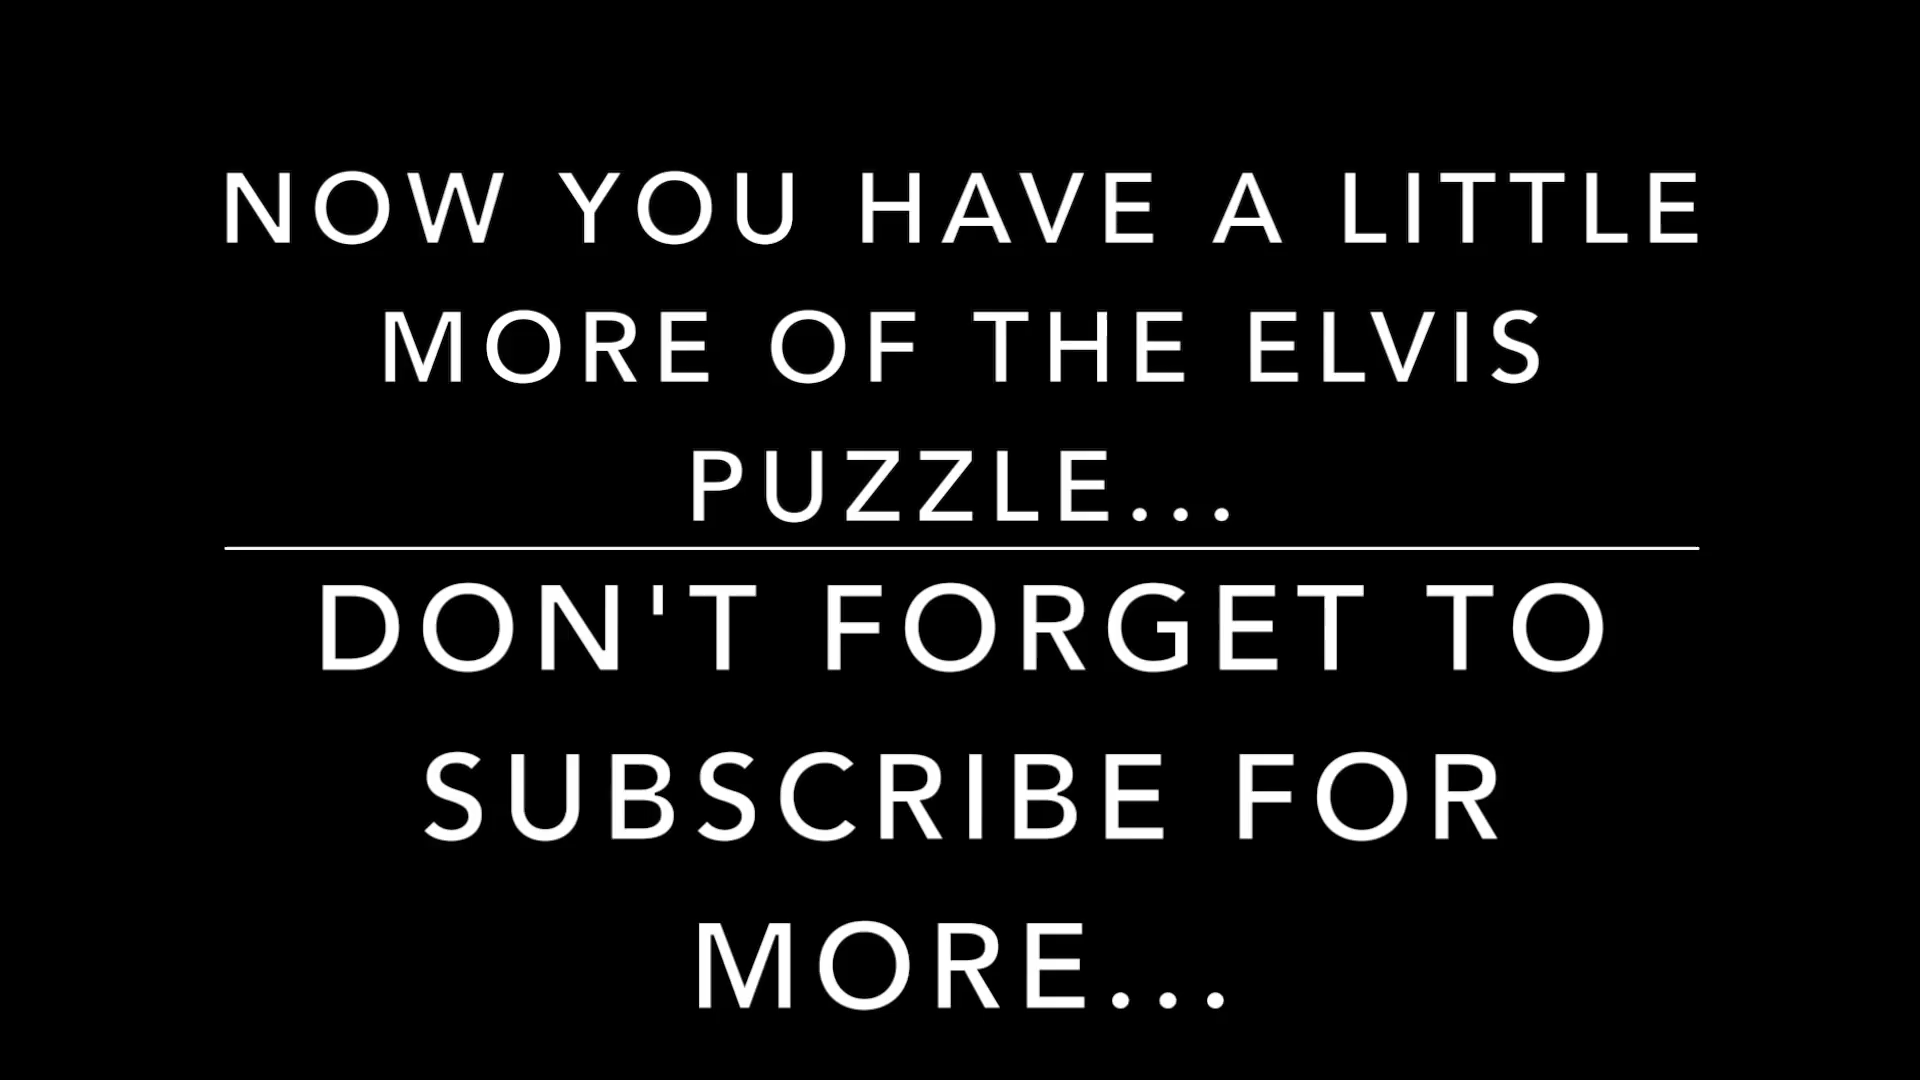 NOW YOU HAVE A LITTLE
MORE OF THE ELVIS
PUZZLE...
DON'T FORGET TO
SUBSCRIBE FOR
MORE...